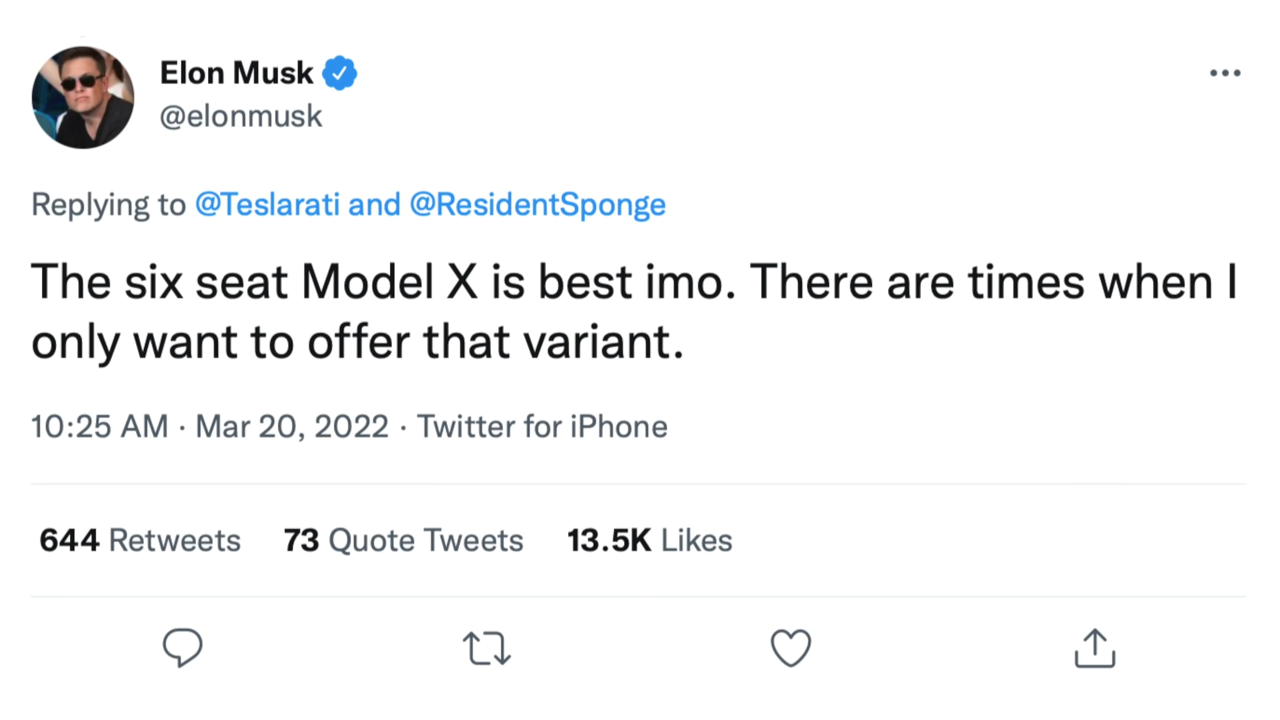 Elon Musk
@elonmusk
Replying to @Teslarati and @ResidentSponge
The six seat Model X is best imo. There are times when I
only want to offer that variant.
10:25 AM · Mar 20, 2022 · Twitter for iPhone
644 Retweets 73 Quote Tweets 13.5K Likes